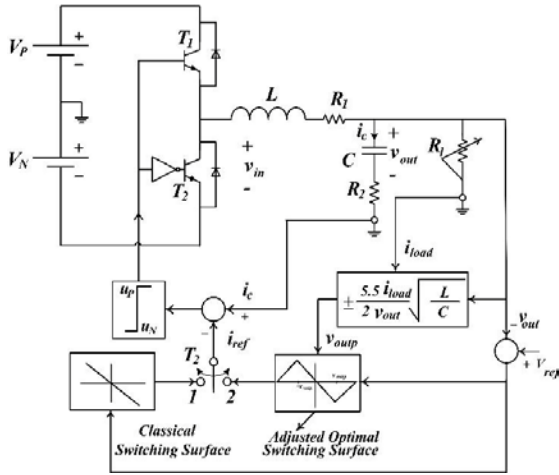 V_P
+
−
T_1
V_N
+
−
T_2
L
R_1
+
v_in
-
i_c
+
C
v_out
-
R_2
R_l
i_load
u_P
u_N
i_c
+
−
i_ref
± 5.5 i_load / 2 v_out √ L / C
v_outp
− v_out
+ V_ref
T_2
1
2
Classical
Switching Surface
Adjusted Optimal
Switching Surface